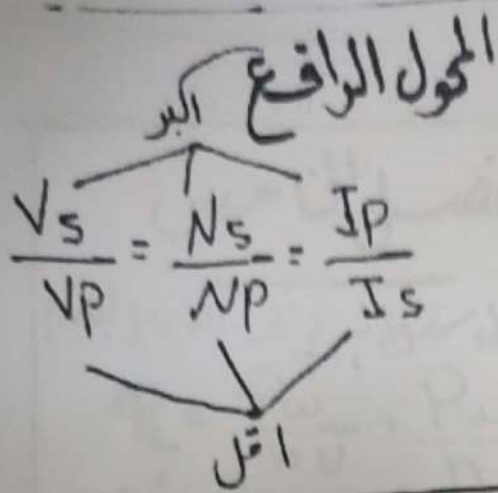 المحول الرافع
اكبر
Vs/Vp = Ns/Np = Ip/Is
اقل